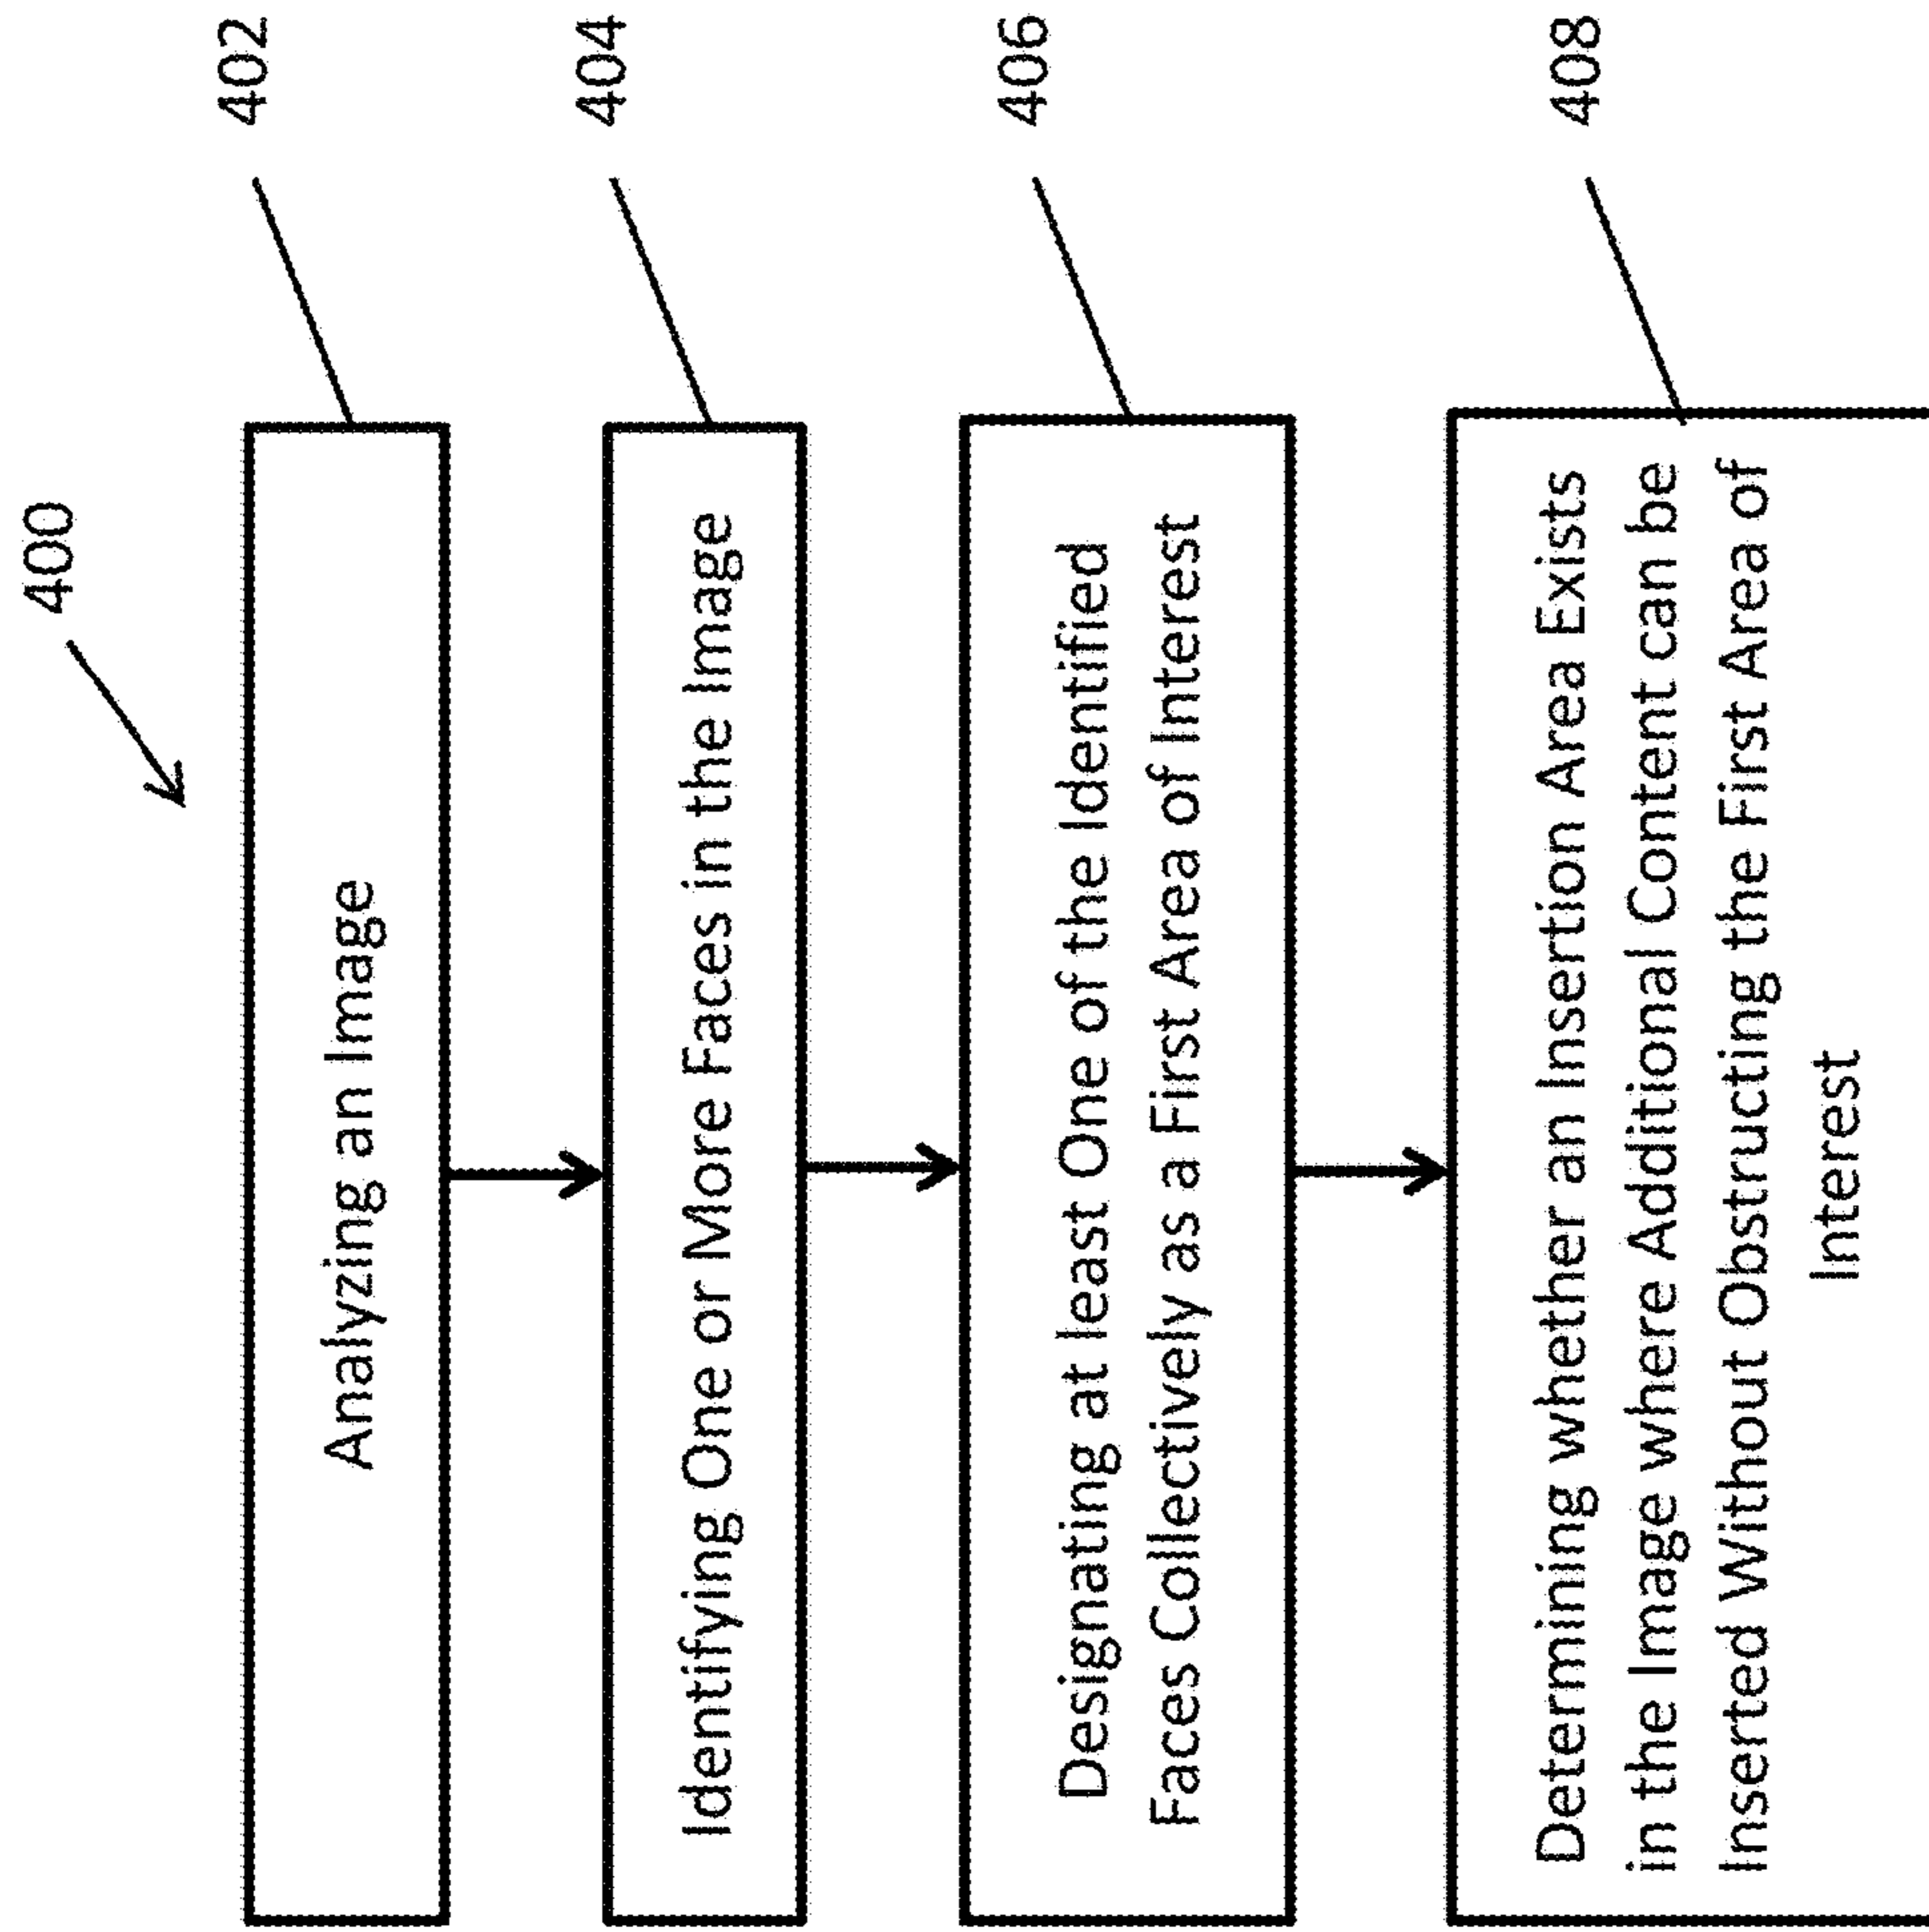 400
402
Analyzing an Image
404
Identifying One or More Faces in the Image
406
Designating at least One of the Identified
Faces Collectively as a First Area of Interest
408
Determining whether an Insertion Area Exists
in the Image where Additional Content can be
Inserted Without Obstructing the First Area of
Interest